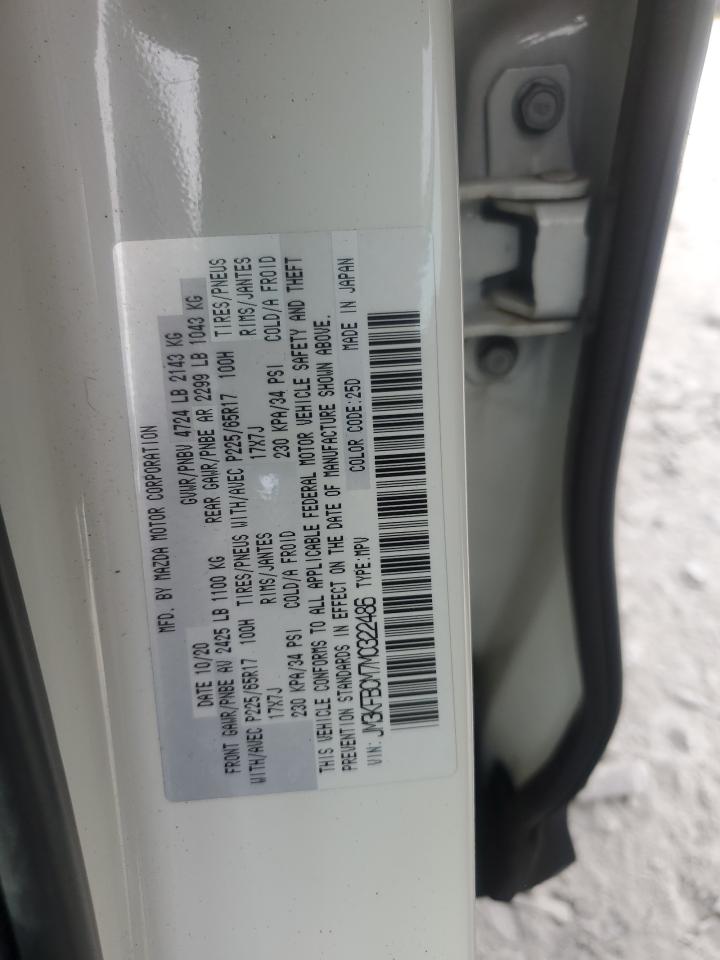 MFD. BY MAZDA MOTOR CORPORATION
DATE 10/20 GVWR/PNBV 4724 LB 2143 KG
FRONT GAWR/PNBE AV 2425 LB 1100 KG REAR GAWR/PNBE AR 2299 LB 1043 KG
WITH/AVEC P225/65R17 100H TIRES/PNEUS WITH/AVEC P225/65R17 100H TIRES/PNEUS
17X7J RIMS/JANTES 17X7J RIMS/JANTES
230 KPA/34 PSI COLD/A FROID 230 KPA/34 PSI COLD/A FROID
THIS VEHICLE CONFORMS TO ALL APPLICABLE FEDERAL MOTOR VEHICLE SAFETY AND THEFT
PREVENTION STANDARDS IN EFFECT ON THE DATE OF MANUFACTURE SHOWN ABOVE.
COLOR CODE:25D MADE IN JAPAN
VIN: JM3KFBCM7M0322486 TYPE:MPV